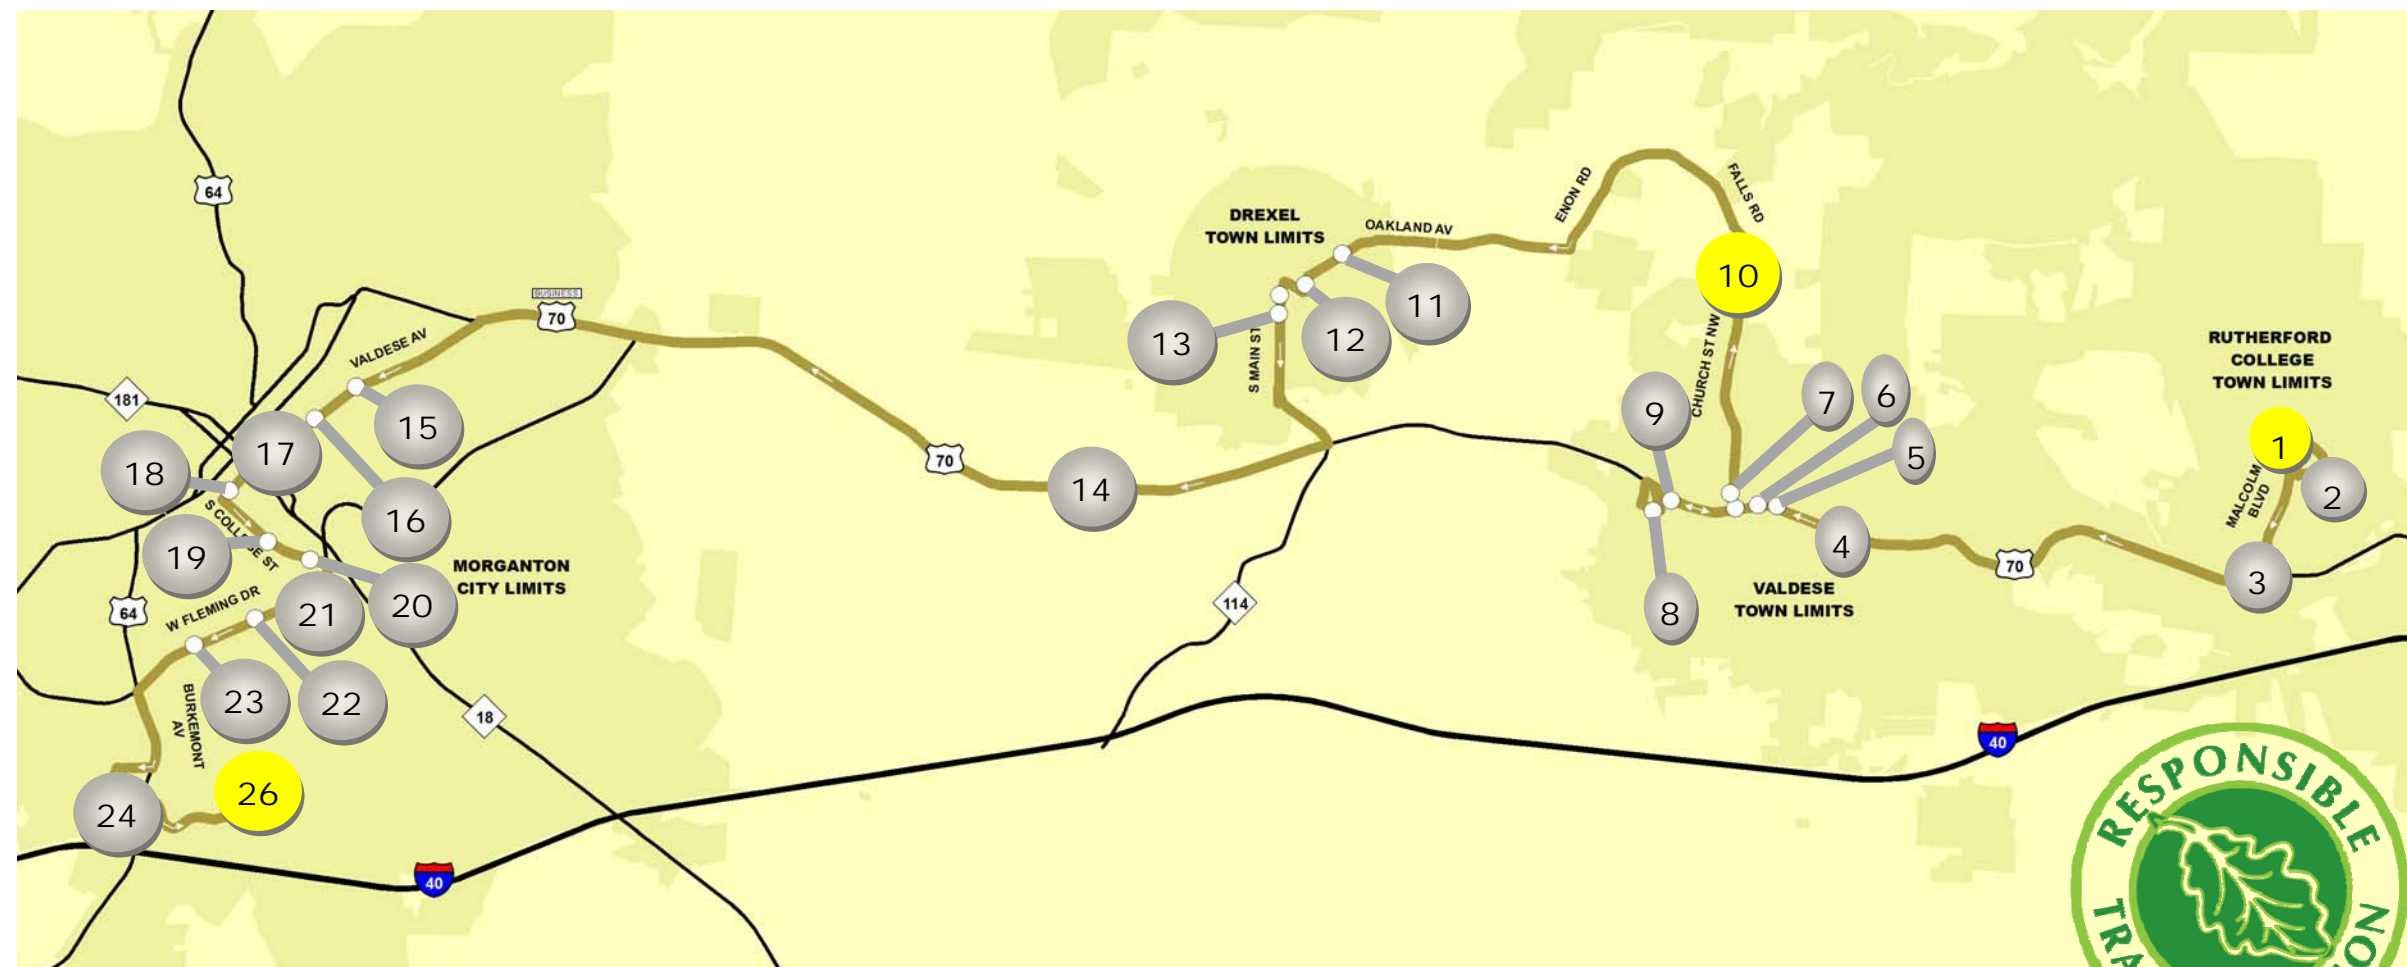 64
181
BUSINESS
70
VALDESE AV
15
16
17
18
S COLLEGE ST
19
20
MORGANTON
CITY LIMITS
64
W FLEMING DR
21
22
23
BURKEMONT
AV
24
26
18
40
70
14
DREXEL
TOWN LIMITS
OAKLAND AV
11
12
13
S MAIN ST
ENON RD
FALLS RD
10
CHURCH ST NW
9
7
6
5
4
8
VALDESE
TOWN LIMITS
70
114
RUTHERFORD
COLLEGE
TOWN LIMITS
1
2
MALCOLM
BLVD
3
40
RESPONSIBLE